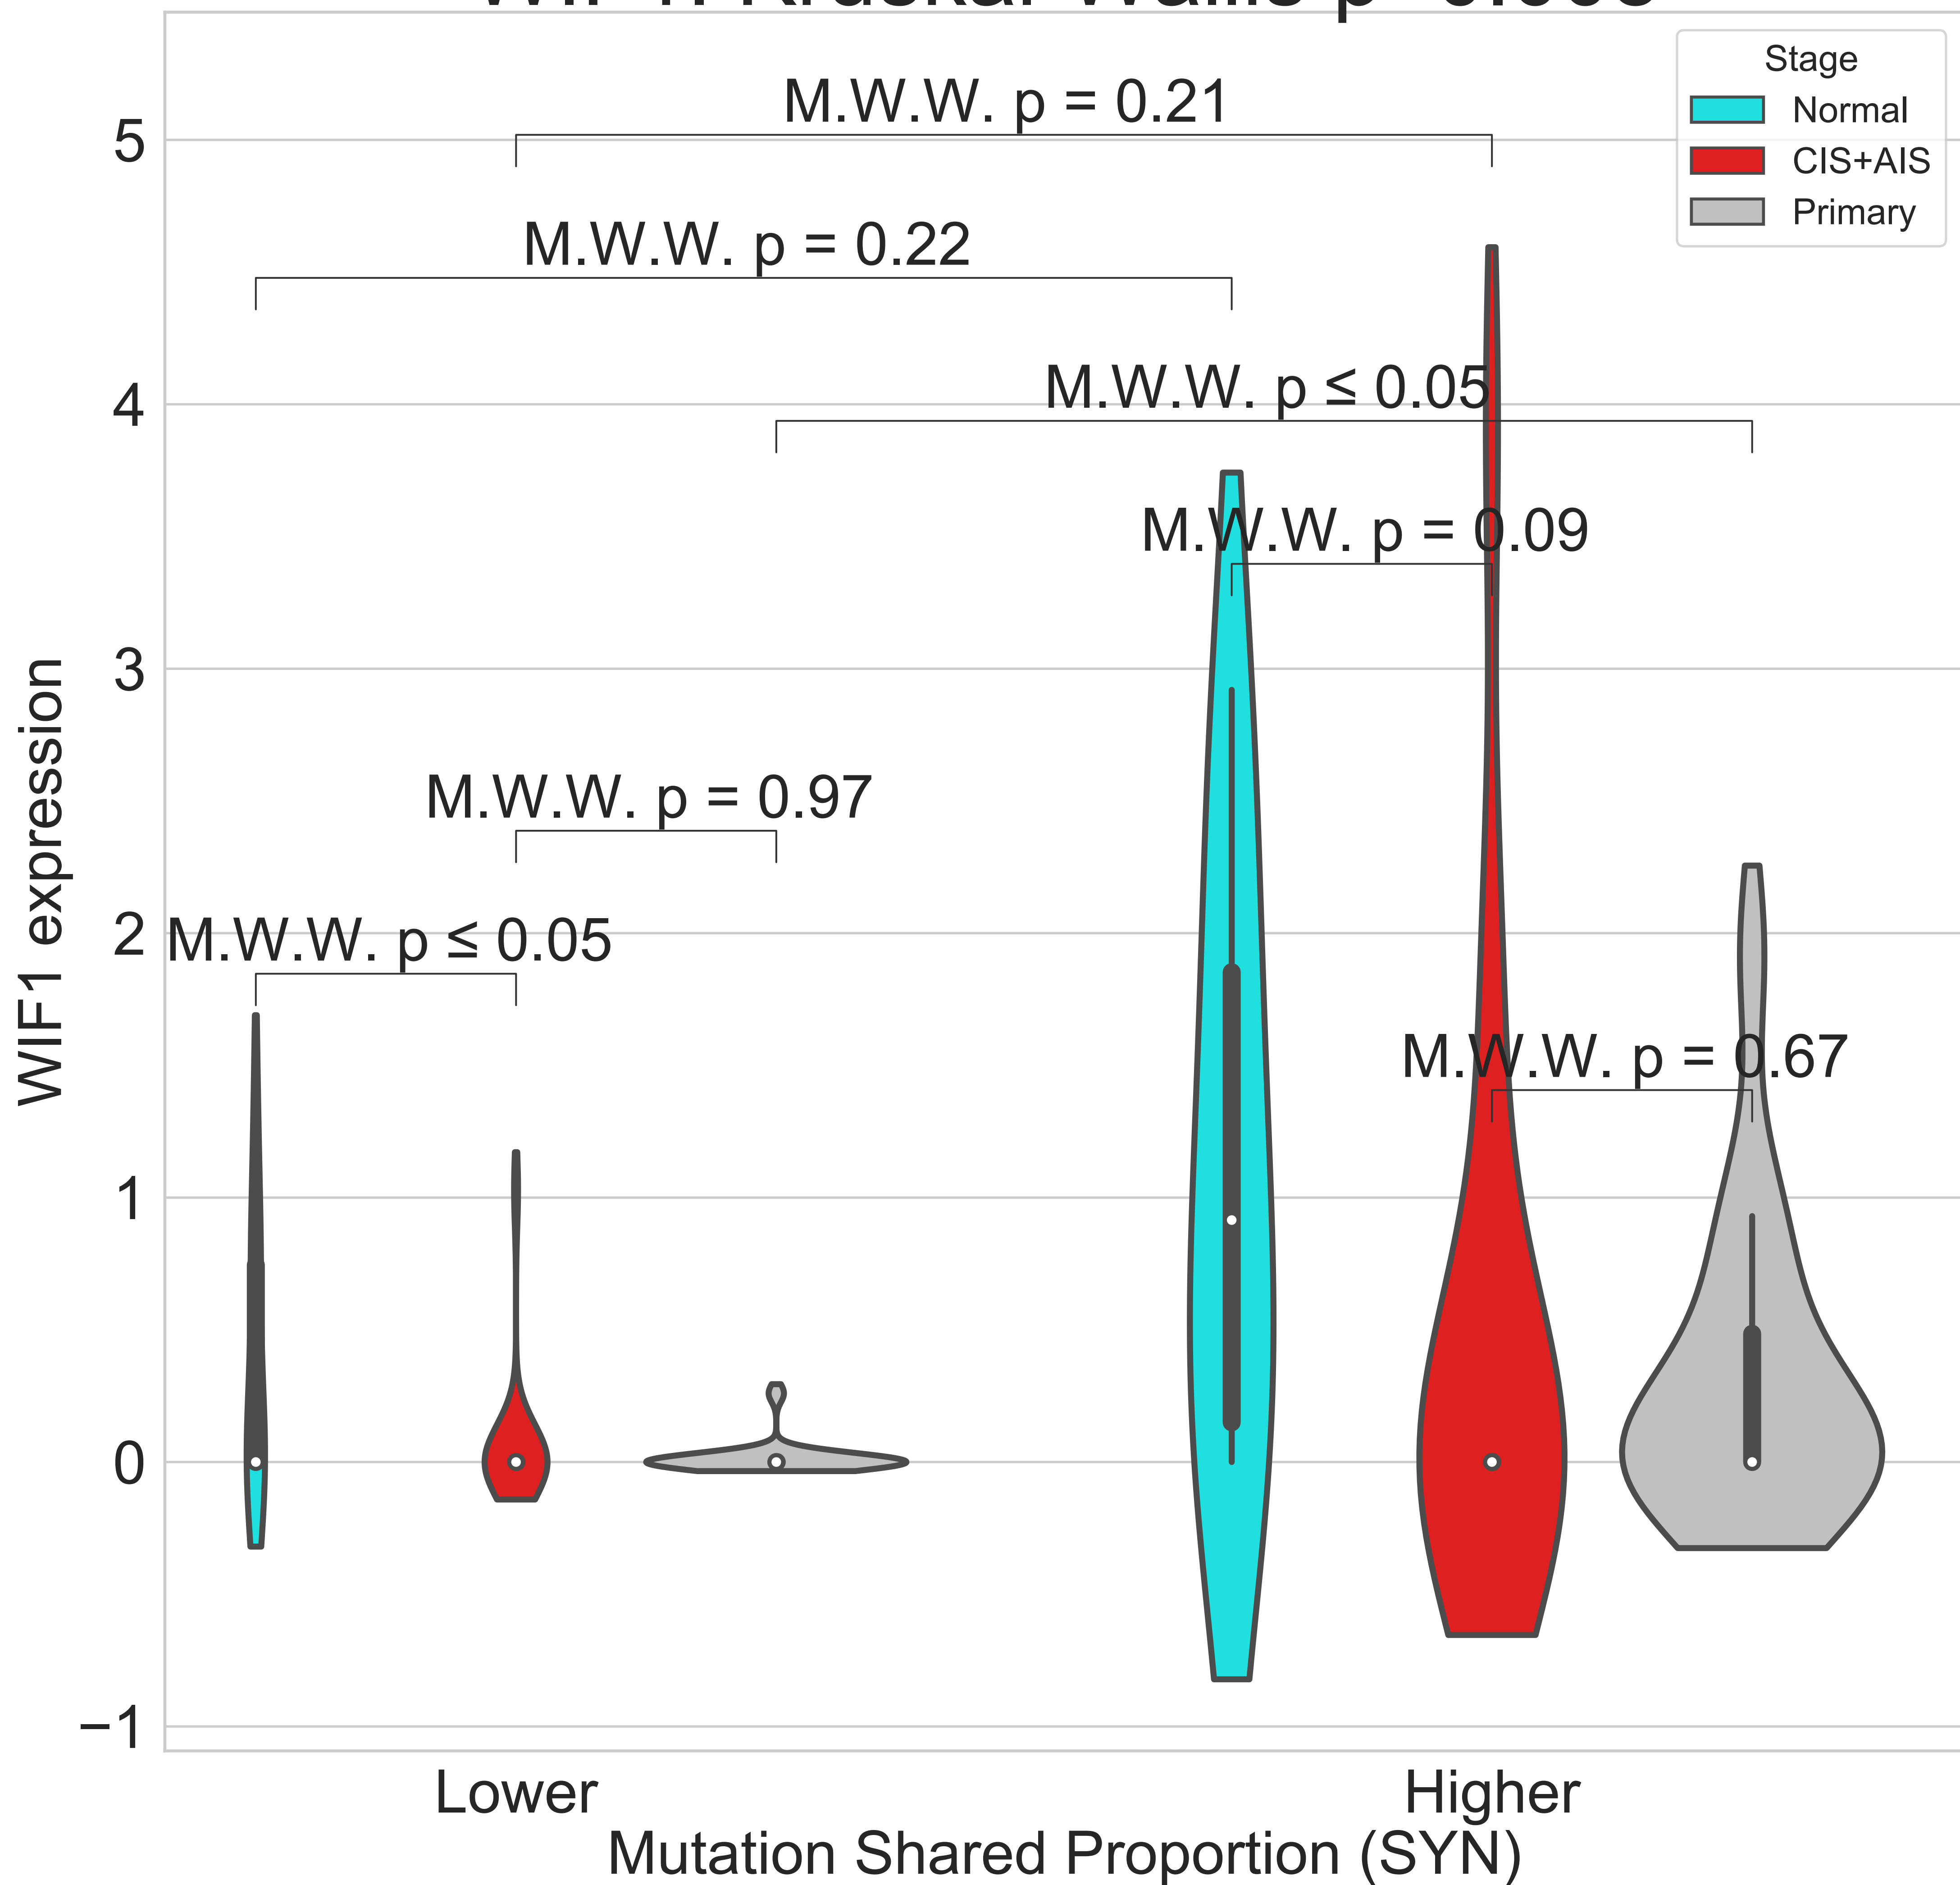 M.W.W. p = 0.21
Stage
Normal
CIS+AIS
Primary
5
M.W.W. p = 0.22
4
M.W.W. p ≤ 0.05
M.W.W. p = 0.09
3
M.W.W. p = 0.97
2
M.W.W. p ≤ 0.05
M.W.W. p = 0.67
1
0
−1
WIF1 expression
Lower
Higher
Mutation Shared Proportion (SYN)